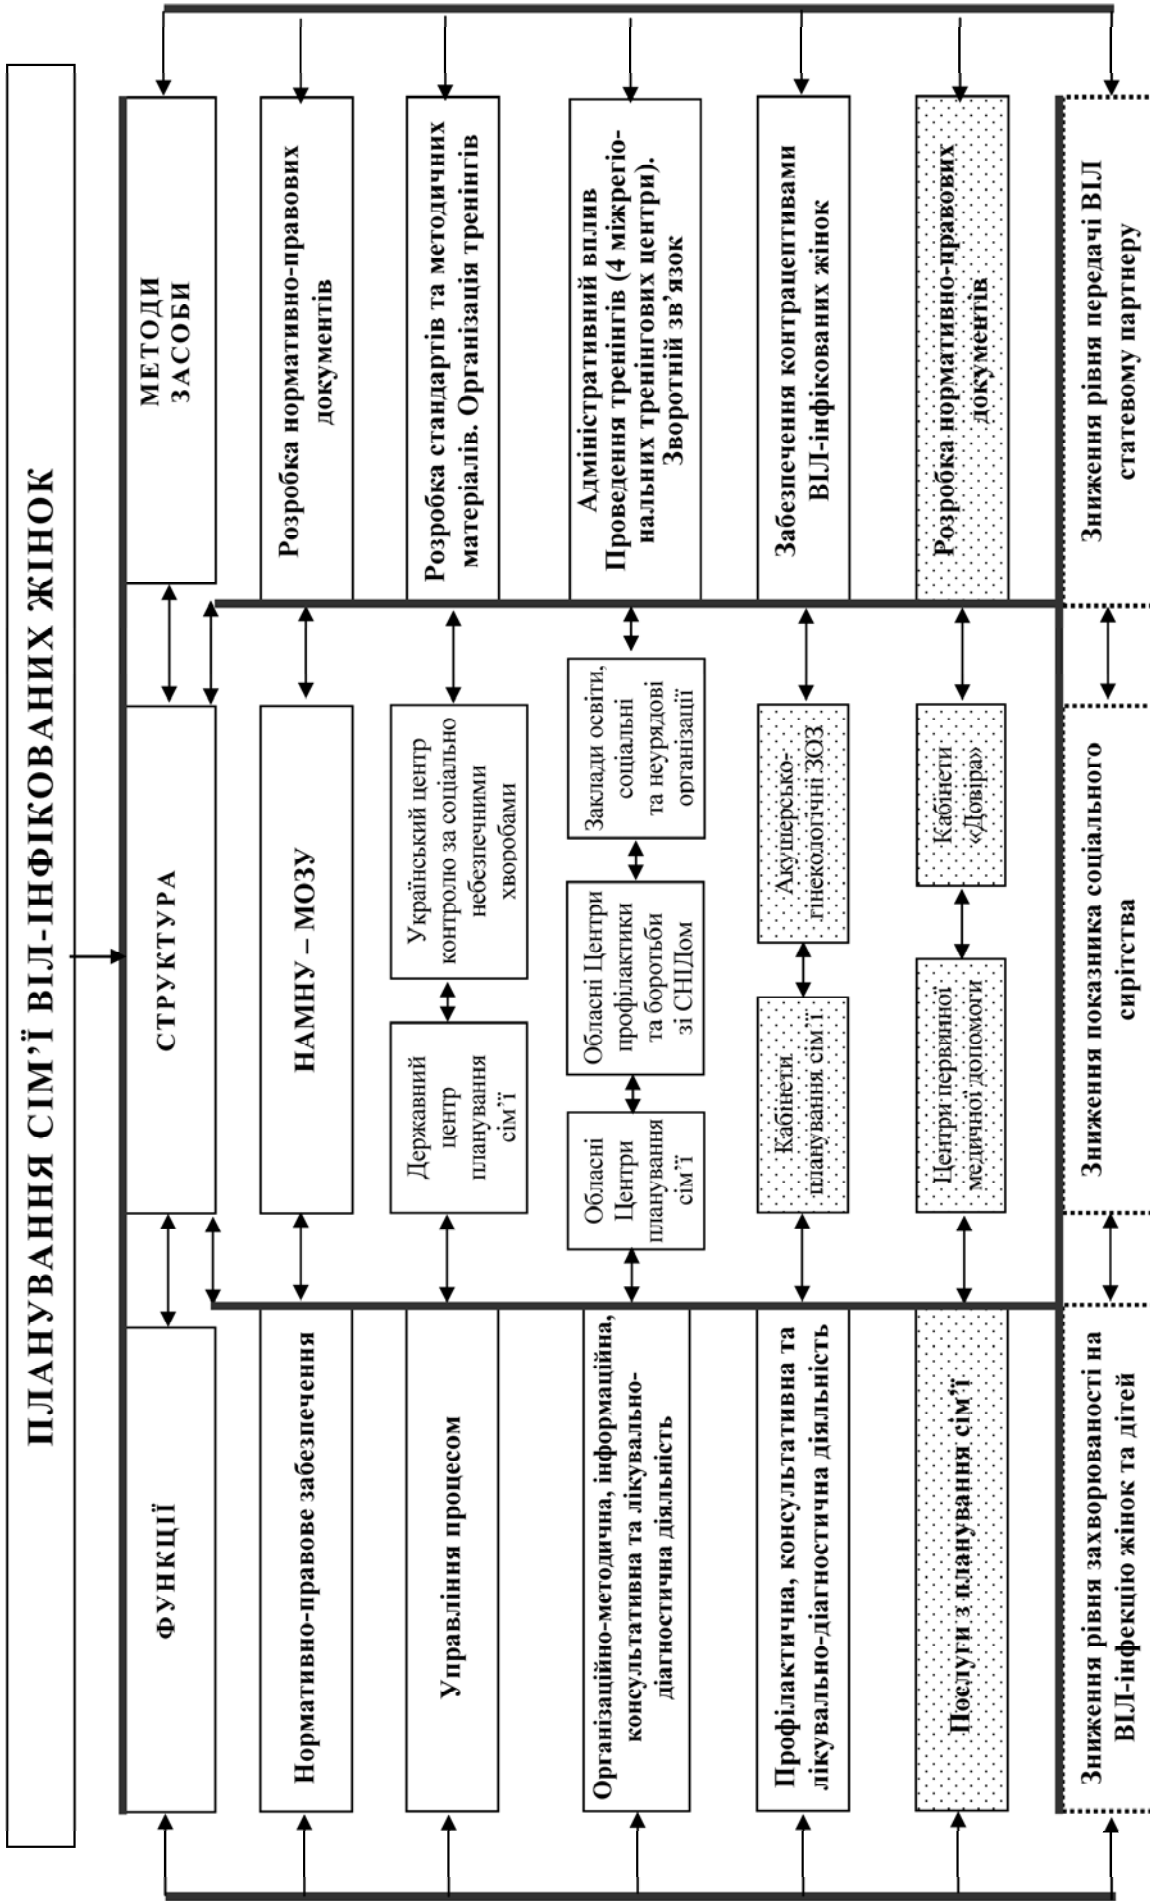 ПЛАНУВАННЯ СІМ’Ї ВІЛ-ІНФІКОВАНИХ ЖІНОК
ФУНКЦІЇ
СТРУКТУРА
МЕТОДИ
ЗАСОБИ
Нормативно-правове забезпечення
НАМНУ – МОЗУ
Розробка нормативно-правових
документів
Управління процесом
Державний
центр
планування
сім’ї
Український центр
контролю за соціально
небезпечними
хворобами
Розробка стандартів та методичних
матеріалів. Організація тренінгів
Організаційно-методична, інформаційна,
консультативна та лікувально-
діагностична діяльність
Обласні
Центри
планування
сім’ї
Обласні Центри
профілактики
та боротьби
зі СНІДом
Заклади освіти,
соціальні
та неурядові
організації
Адміністративний вплив
Проведення тренінгів (4 міжрегіо-
нальних тренінгових центри).
Зворотній зв’язок
Профілактична, консультативна та
лікувально-діагностична діяльність
Кабінети
планування сім’ї
Акушерсько-
гінекологічні ЗОЗ
Забезпечення контрацептивами
ВІЛ-інфікованих жінок
Послуги з планування сім’ї
Центри первинної
медичної допомоги
Кабінети
«Довіра»
Розробка нормативно-правових
документів
Зниження рівня захворюваності на
ВІЛ-інфекцію жінок та дітей
Зниження показника соціального
сирітства
Зниження рівня передачі ВІЛ
статевому партнеру